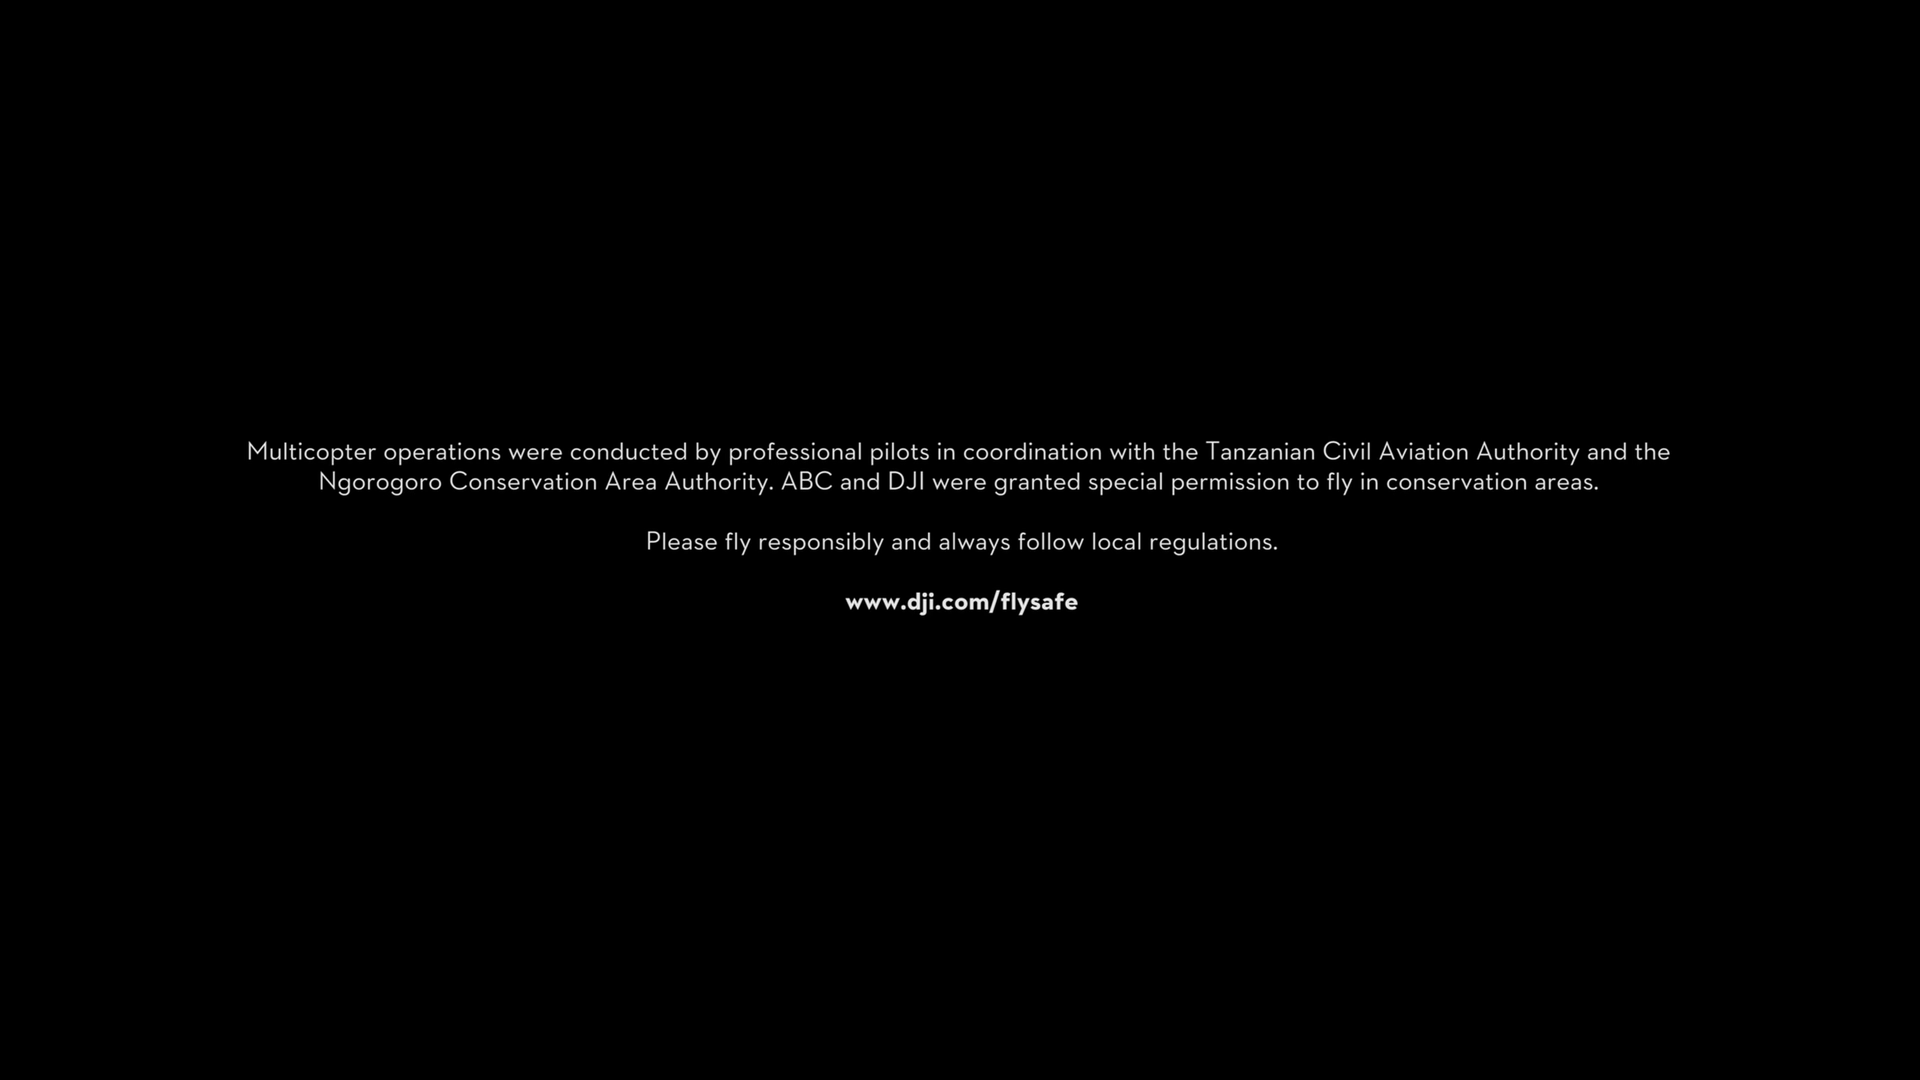 Multicopter operations were conducted by professional pilots in coordination with the Tanzanian Civil Aviation Authority and the
Ngorogoro Conservation Area Authority. ABC and DJI were granted special permission to fly in conservation areas.
Please fly responsibly and always follow local regulations.
www.dji.com/flysafe